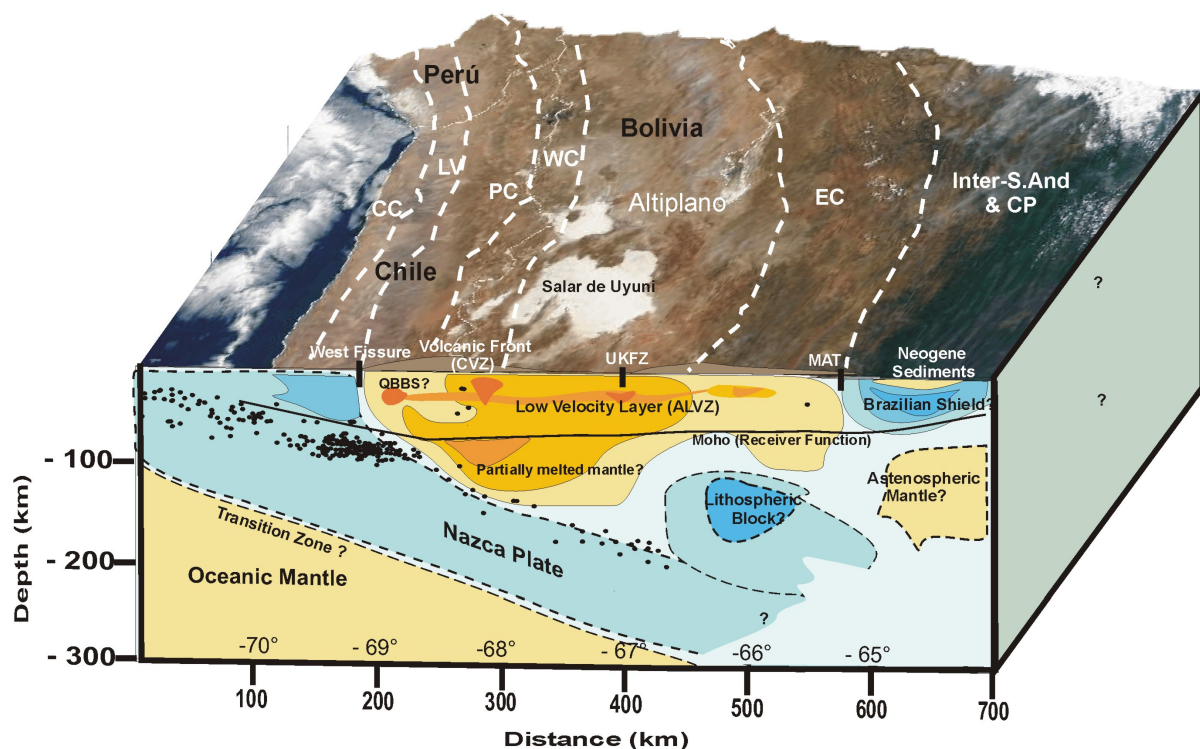 Perú
Bolivia
LV
WC
PC
CC
EC
Altiplano
Inter-S.And
& CP
Chile
Salar de Uyuni
West Fissure
Volcanic Front
(CVZ)
UKFZ
MAT
Neogene
Sediments
QBBS?
Low Velocity Layer (ALVZ)
Brazilian Shield?
Moho (Receiver Function)
Partially melted mantle?
Astenospheric
Mantle?
Lithospheric
Block?
Nazca Plate
Transition Zone ?
Oceanic Mantle
?
?
?
Depth (km)
- 100
- 200
- 300
-70°
- 69°
-68°
- 67°
-66°
- 65°
100
200
300
400
500
600
700
Distance (km)